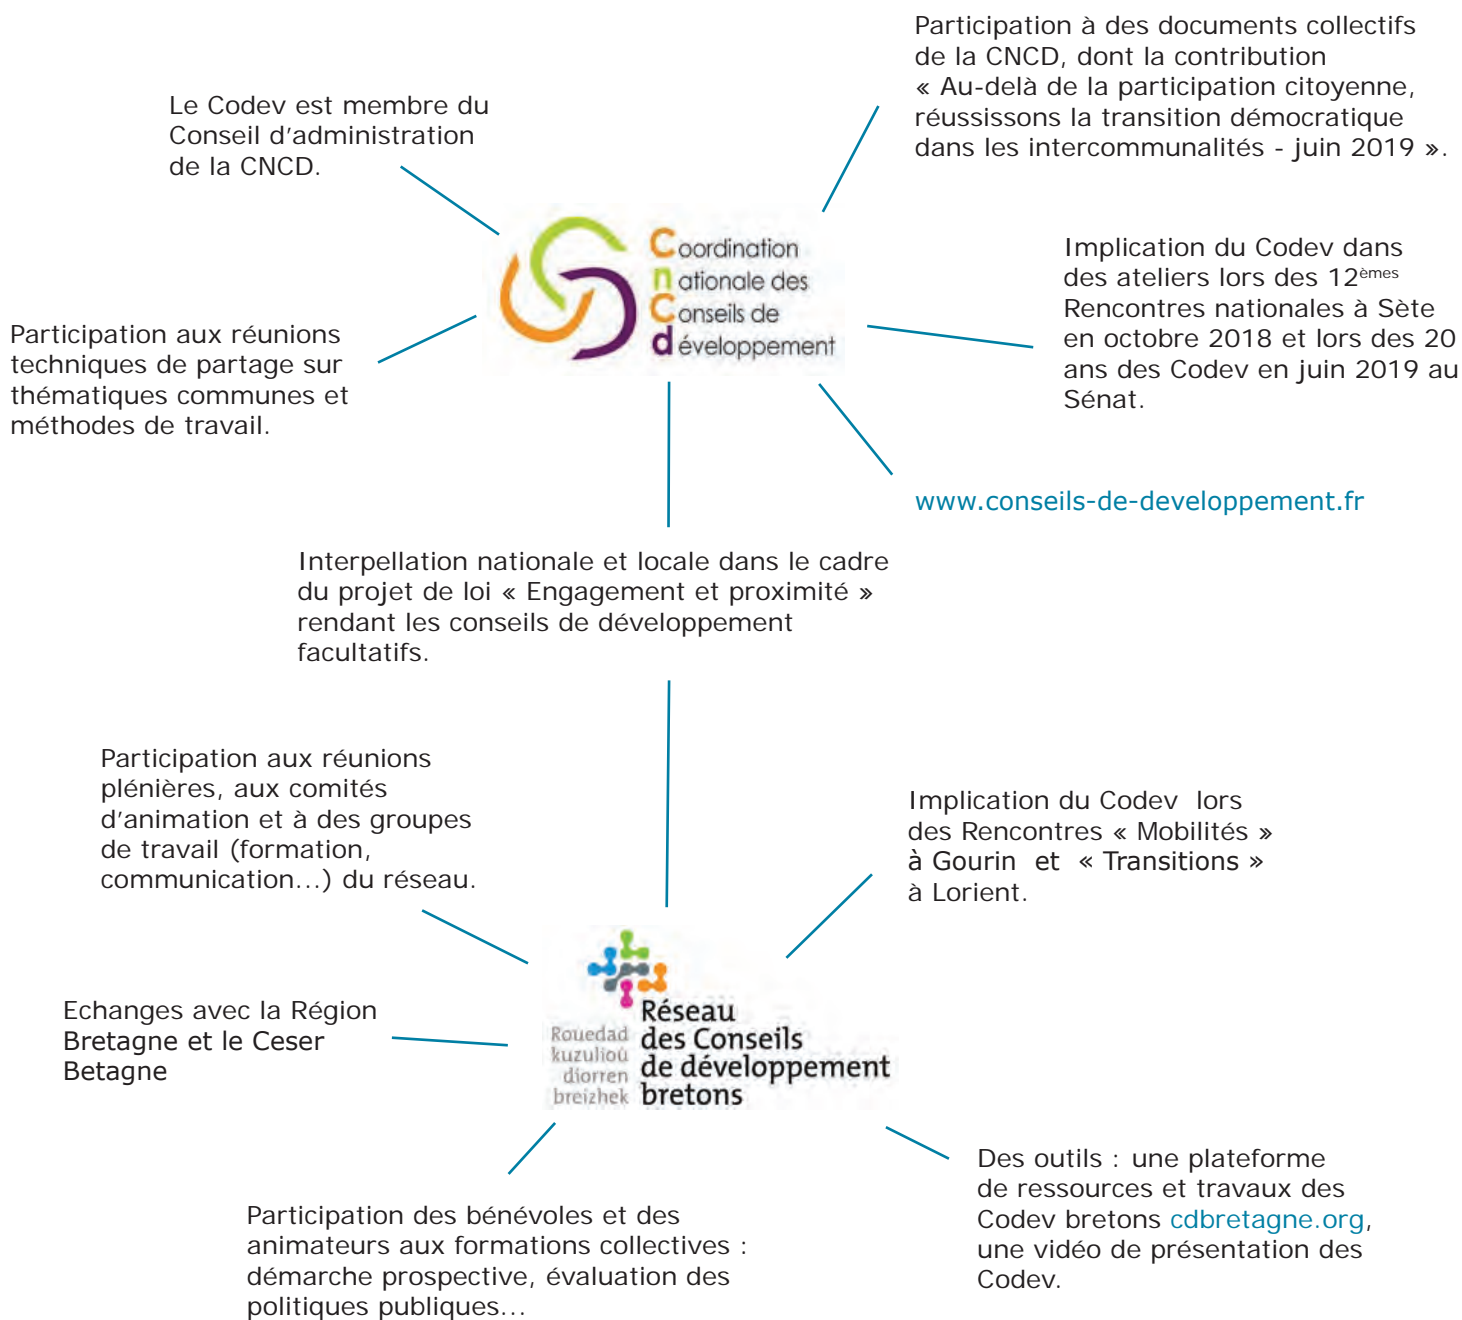 Participation à des documents collectifs
de la CNCD, dont la contribution
« Au-delà de la participation citoyenne,
réussissons la transition démocratique
dans les intercommunalités - juin 2019 ».
Le Codev est membre du
Conseil d'administration
de la CNCD.
Coordination
nationale des
Conseils de
développement
Implication du Codev dans
des ateliers lors des 12èmes
Rencontres nationales à Sète
en octobre 2018 et lors des 20
ans des Codev en juin 2019 au
Sénat.
Participation aux réunions
techniques de partage sur
thématiques communes et
méthodes de travail.
www.conseils-de-developpement.fr
Interpellation nationale et locale dans le cadre
du projet de loi « Engagement et proximité »
rendant les conseils de développement
facultatifs.
Participation aux réunions
plénières, aux comités
d'animation et à des groupes
de travail (formation,
communication...) du réseau.
Implication du Codev lors
des Rencontres « Mobilités »
à Gourin et « Transitions »
à Lorient.
Echanges avec la Région
Bretagne et le Ceser
Betagne
Rouedad
kuzulioù
diorren
breizhek
Réseau
des Conseils
de développement
bretons
Participation des bénévoles et des
animateurs aux formations collectives :
démarche prospective, évaluation des
politiques publiques...
Des outils : une plateforme
de ressources et travaux des
Codev bretons cdbretagne.org,
une vidéo de présentation des
Codev.